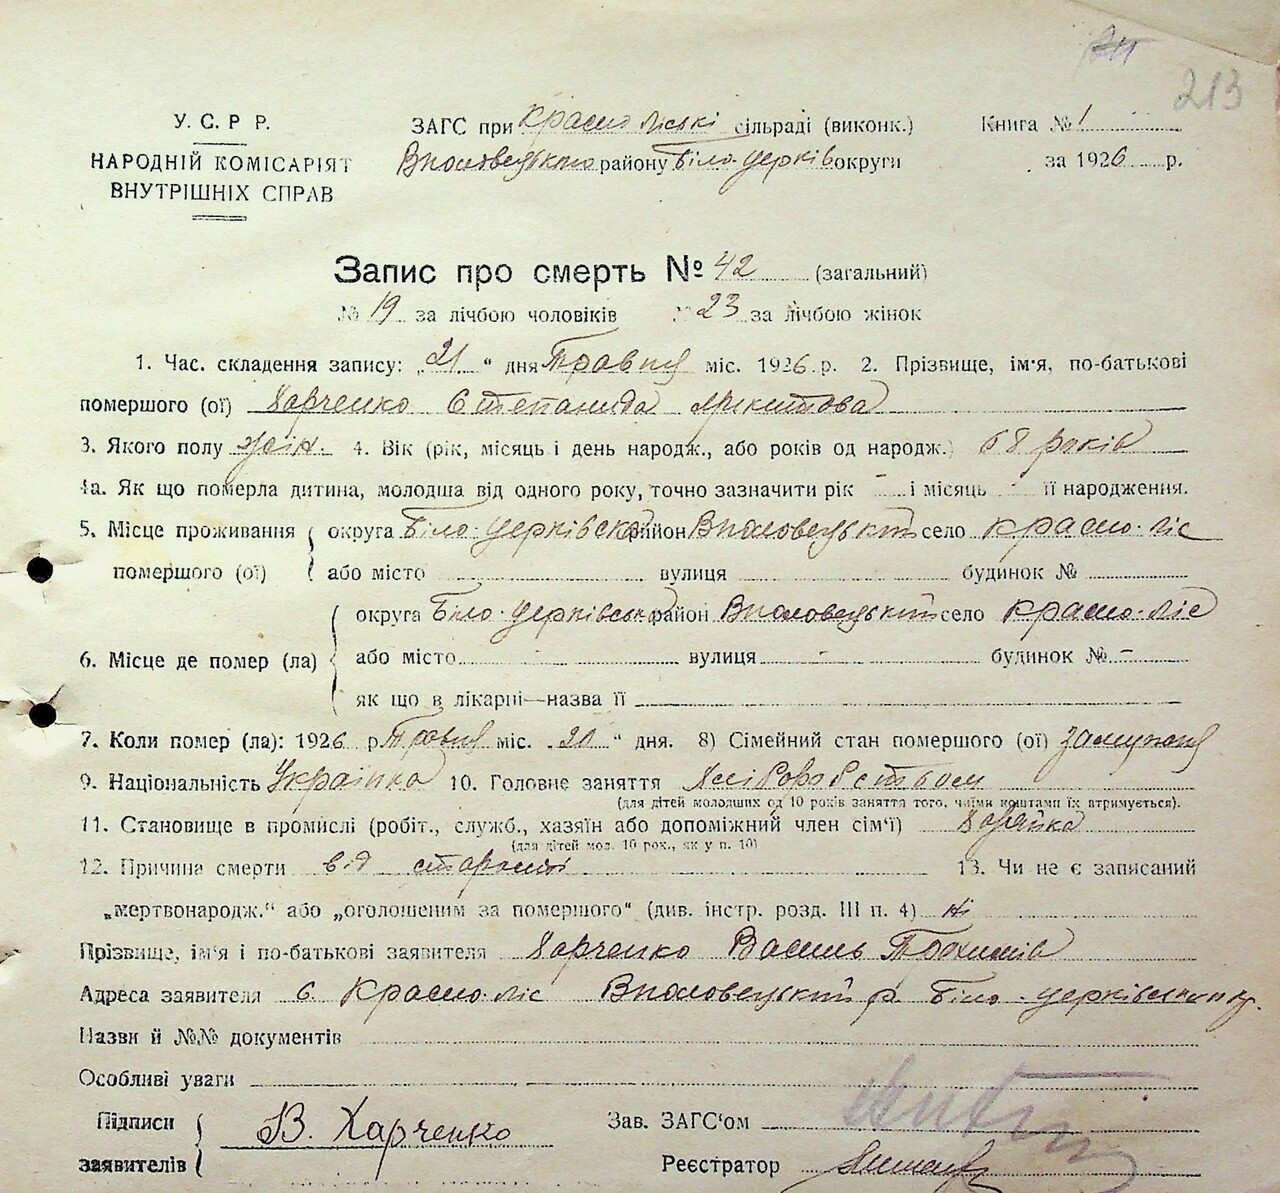 213
У. С. Р Р.
НАРОДНІЙ КОМІСАРІЯТ
ВНУТРІШНІХ СПРАВ
ЗАГС при Красноліські сільраді (виконк.)
району Біло-Церків округи
Книга № 1
за 1926 р.
Запис про смерть № 42 (загальний)
№ 19 за лічбою чоловіків № 23 за лічбою жінок
1. Час. складення запису: „21“ дня Травня міс. 1926 р. 2. Прізвище, ім'я, по-батькові
помершого (ої) Харченко Степанида Микитова
3. Якого полу жін. 4. Вік (рік, місяць і день народж., або років од народж.) 68 років
4а. Як що померла дитина, молодша від одного року, точно зазначити рік - і місяць - її народження.
5. Місце проживання помершого (ої) округа Біло-Церківська район село Красно-ліс
або місто вулиця будинок №
6. Місце де помер (ла) округа Біло-Церківська район село Красно-ліс
або місто - вулиця - будинок № -
як що в лікарні—назва її
7. Коли помер (ла): 1926 р. Травня міс. „20“ дня. 8) Сімейний стан помершого (ої) замужня
9. Національність Українка 10. Головне заняття Хліборобством
(для дітей молодших од 10 років заняття того, чиїми коштами їх втримується).
11. Становище в промислі (робіт., служб., хазяїн або допоміжний член сім'ї) Хазяйка
(для дітей мол. 10 рок., як у п. 10)
12. Причина смерти від старости 13. Чи не є записаний
„мертвонародж.“ або „оголошеним за помершого“ (див. інстр. розд. III п. 4) ні
Прізвище, ім'я і по-батькові заявителя Харченко Василь
Адреса заявителя с. Красно-ліс р. Біло-Церківської
Назви й №№ документів
Особливі уваги
Підписи заявителів В. Харченко
Зав. ЗАГС'ом
Реєстратор